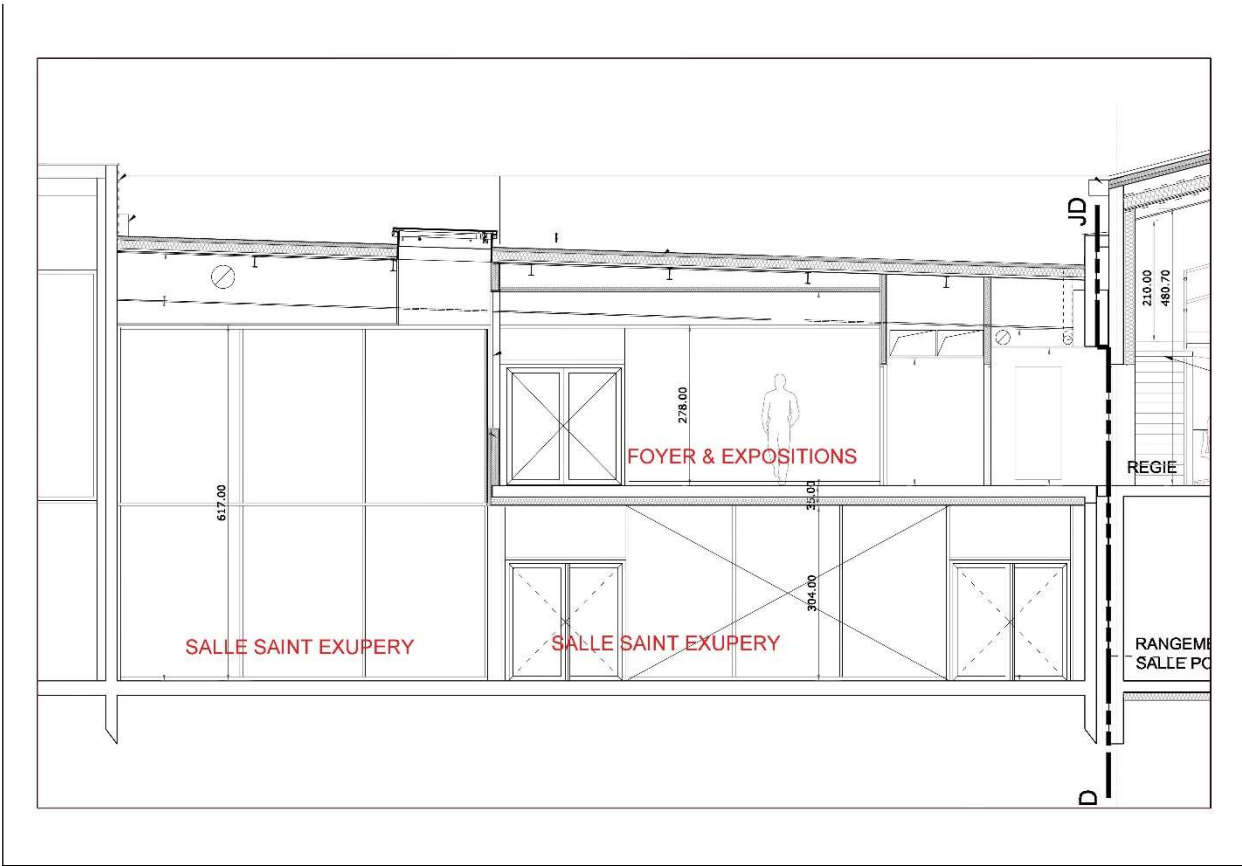 JD
210.00
480.70
278.00
FOYER & EXPOSITIONS
REGIE
617.00
35.00
304.00
SALLE SAINT EXUPERY
SALLE SAINT EXUPERY
RANGEME
SALLE PO
D